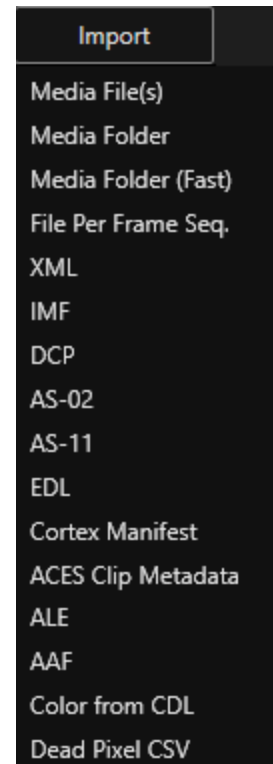 Import
Media File(s)
Media Folder
Media Folder (Fast)
File Per Frame Seq.
XML
IMF
DCP
AS-02
AS-11
EDL
Cortex Manifest
ACES Clip Metadata
ALE
AAF
Color from CDL
Dead Pixel CSV